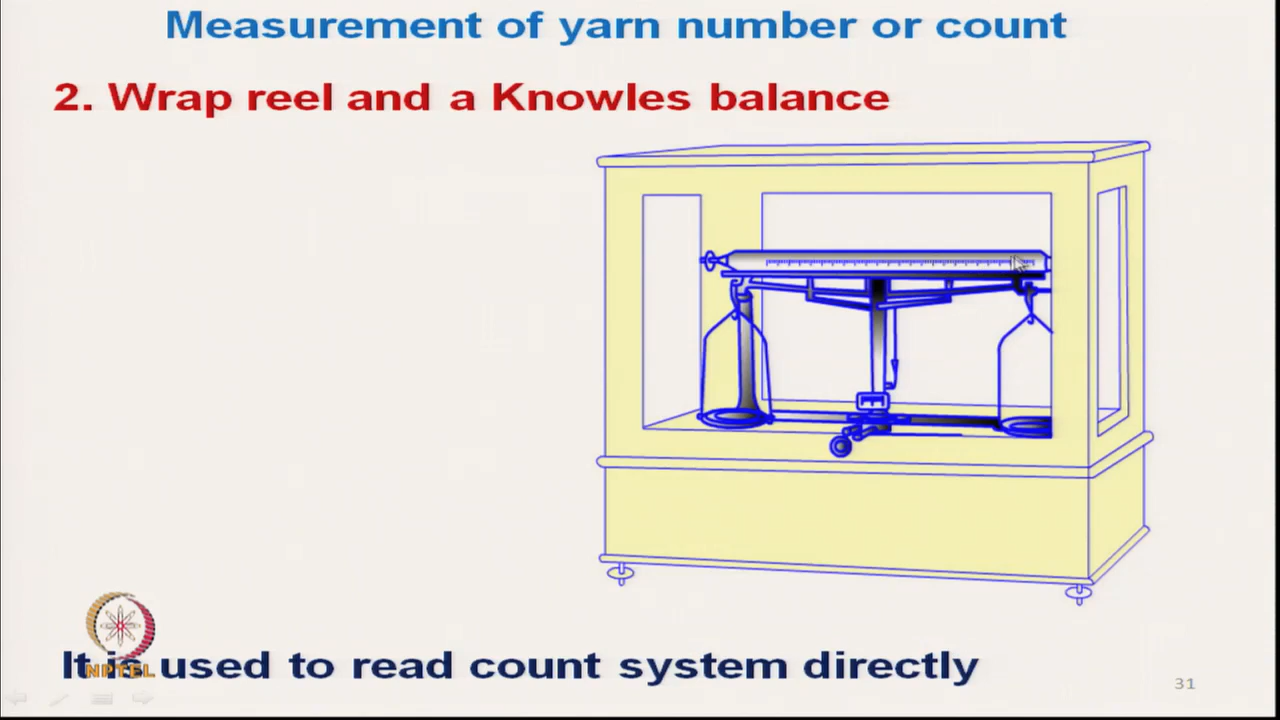 Measurement of yarn number or count
2. Wrap reel and a Knowles balance
It is used to read count system directly
NPTEL
31